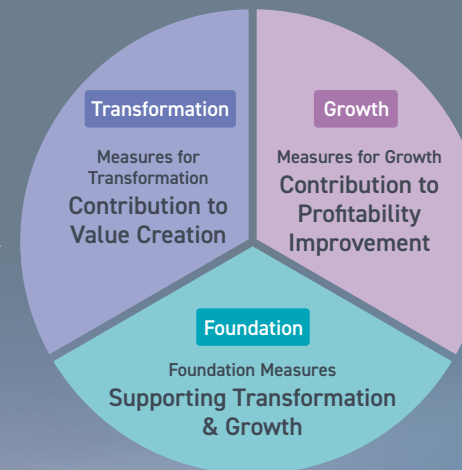 Transformation
Measures for
Transformation
Contribution to
Value Creation
Growth
Measures for Growth
Contribution to
Profitability
Improvement
Foundation
Foundation Measures
Supporting Transformation
& Growth